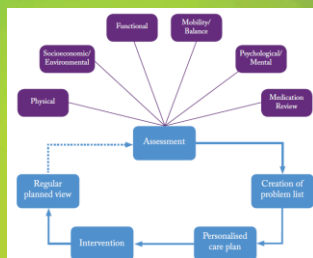 Functional
Mobility/
Balance
Socioeconomic/
Environmental
Psychological/
Mental
Physical
Medication
Review
Assessment
Regular
planned view
Creation of
problem list
Intervention
Personalised
care plan